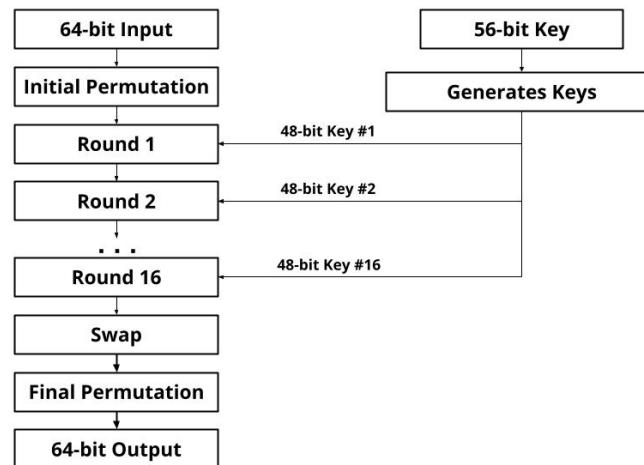 64-bit Input
56-bit Key
Initial Permutation
Generates Keys
48-bit Key #1
Round 1
48-bit Key #2
Round 2
. . .
48-bit Key #16
Round 16
Swap
Final Permutation
64-bit Output